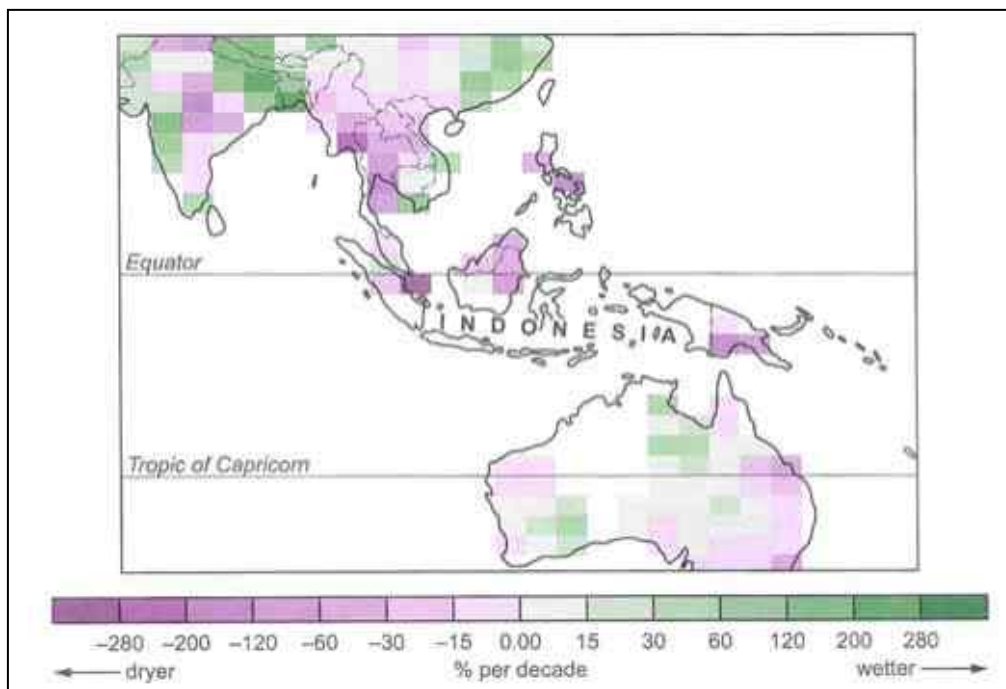 Equator
INDONESIA
Tropic of Capricorn
–280 –200 –120 –60 –30 –15 0.00 15 30 60 120 200 280
dryer % per decade wetter